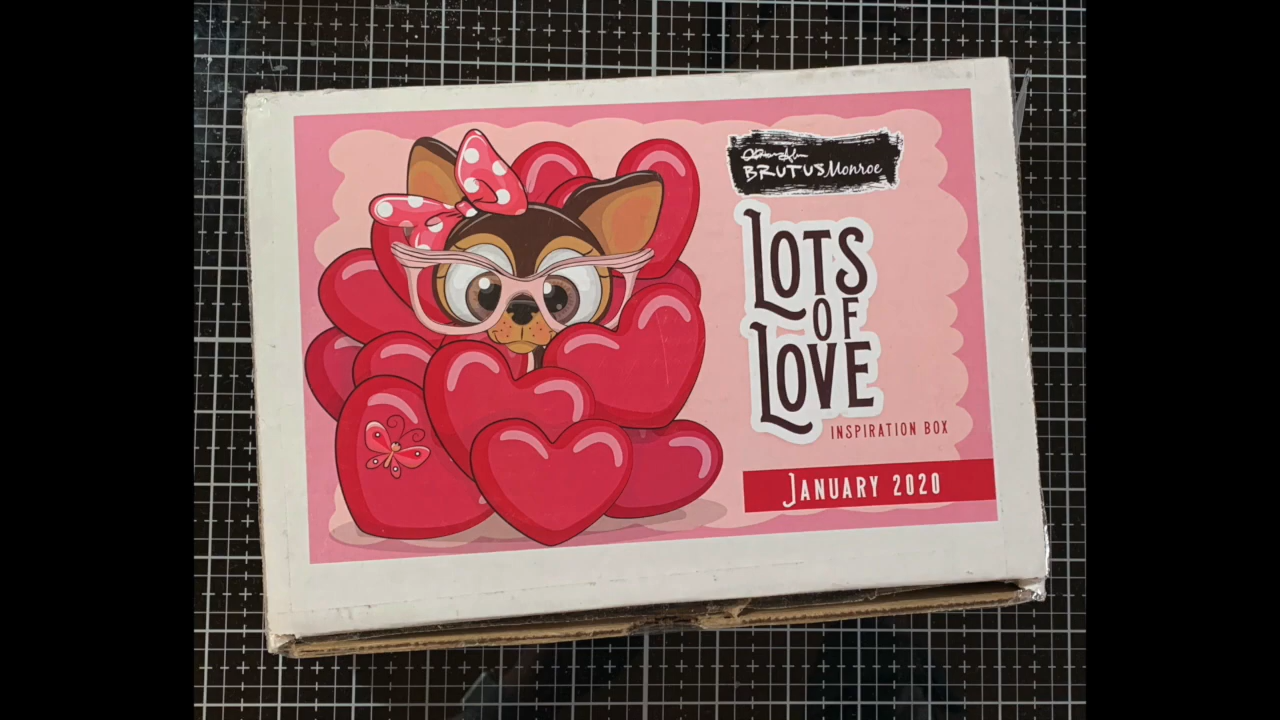 BRUTUS Monroe
LOTS
OF
LOVE
INSPIRATION BOX
JANUARY 2020